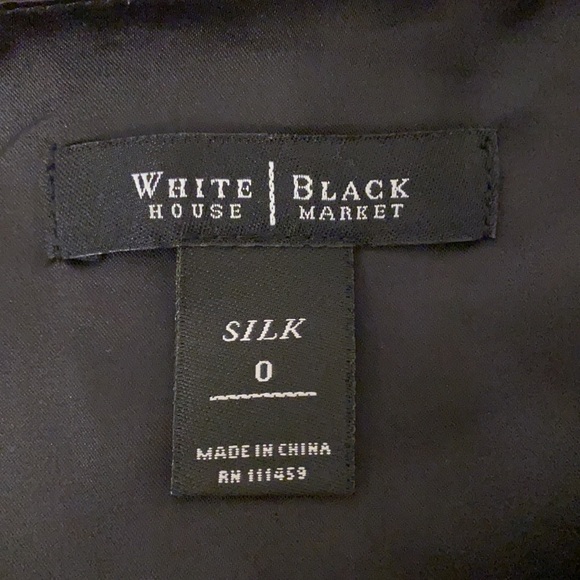 WHITE | BLACK
HOUSE | MARKET
SILK
0
MADE IN CHINA
RN 111459